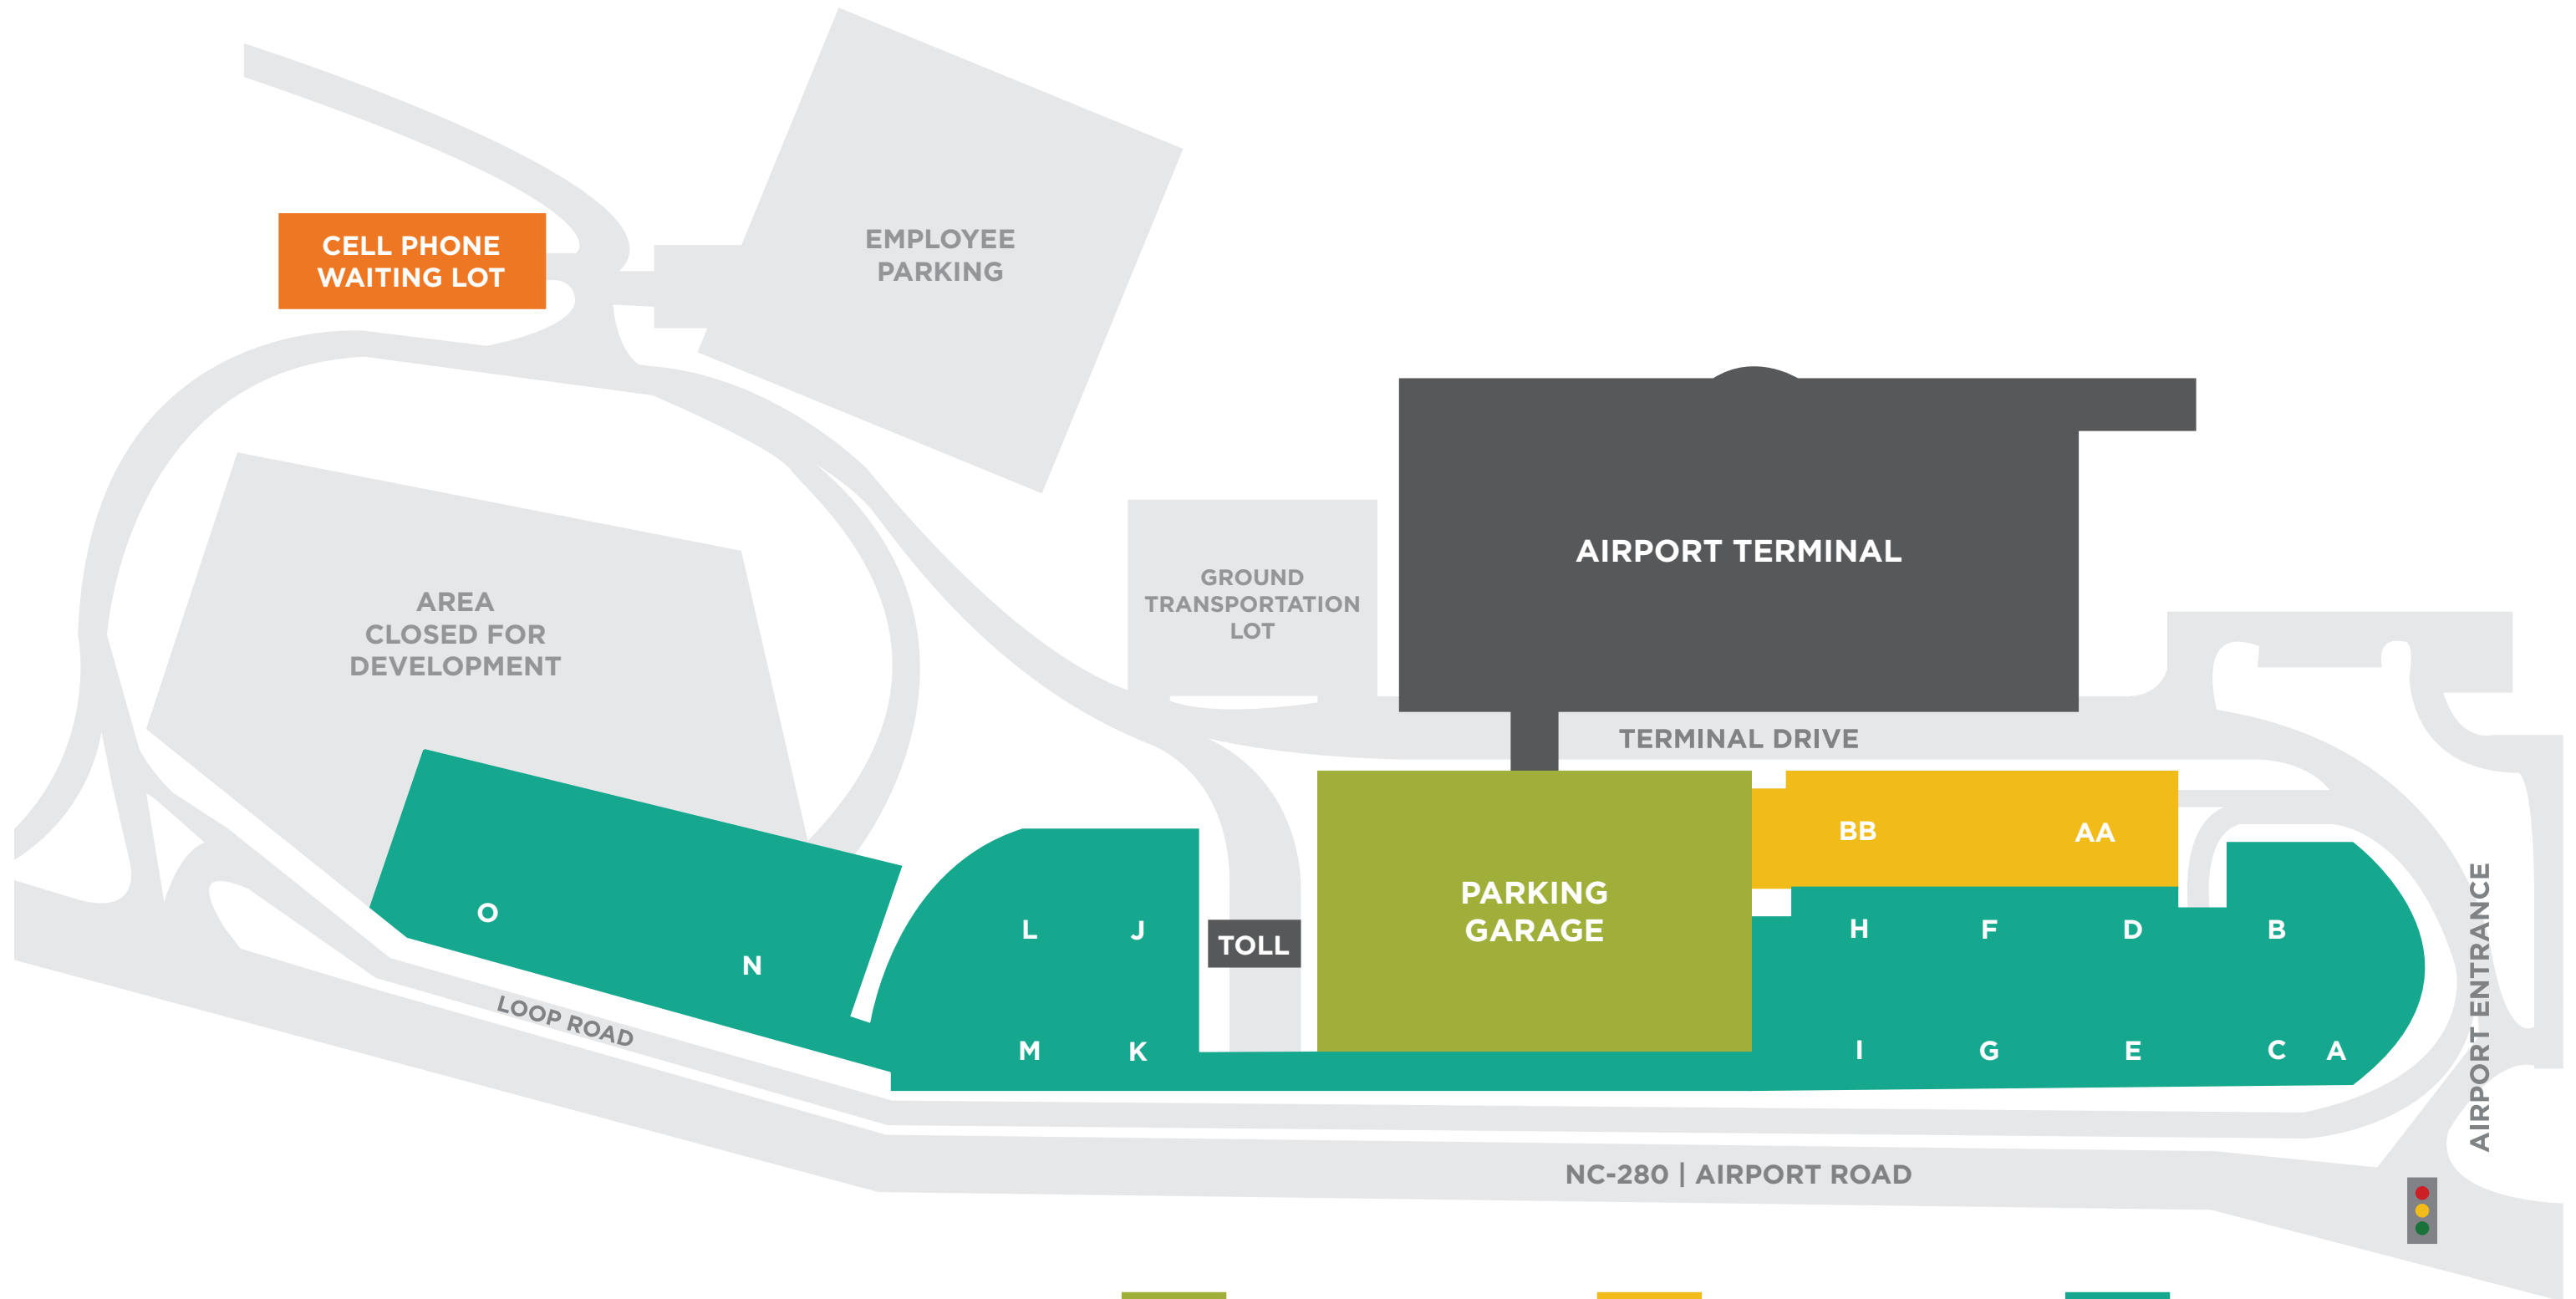 CELL PHONE
WAITING LOT
EMPLOYEE
PARKING
AIRPORT TERMINAL
GROUND
TRANSPORTATION
LOT
AREA
CLOSED FOR
DEVELOPMENT
TERMINAL DRIVE
BB
AA
PARKING
GARAGE
TOLL
O
N
L
J
M
K
H
F
D
B
I
G
E
C
A
LOOP ROAD
AIRPORT ENTRANCE
NC-280 | AIRPORT ROAD